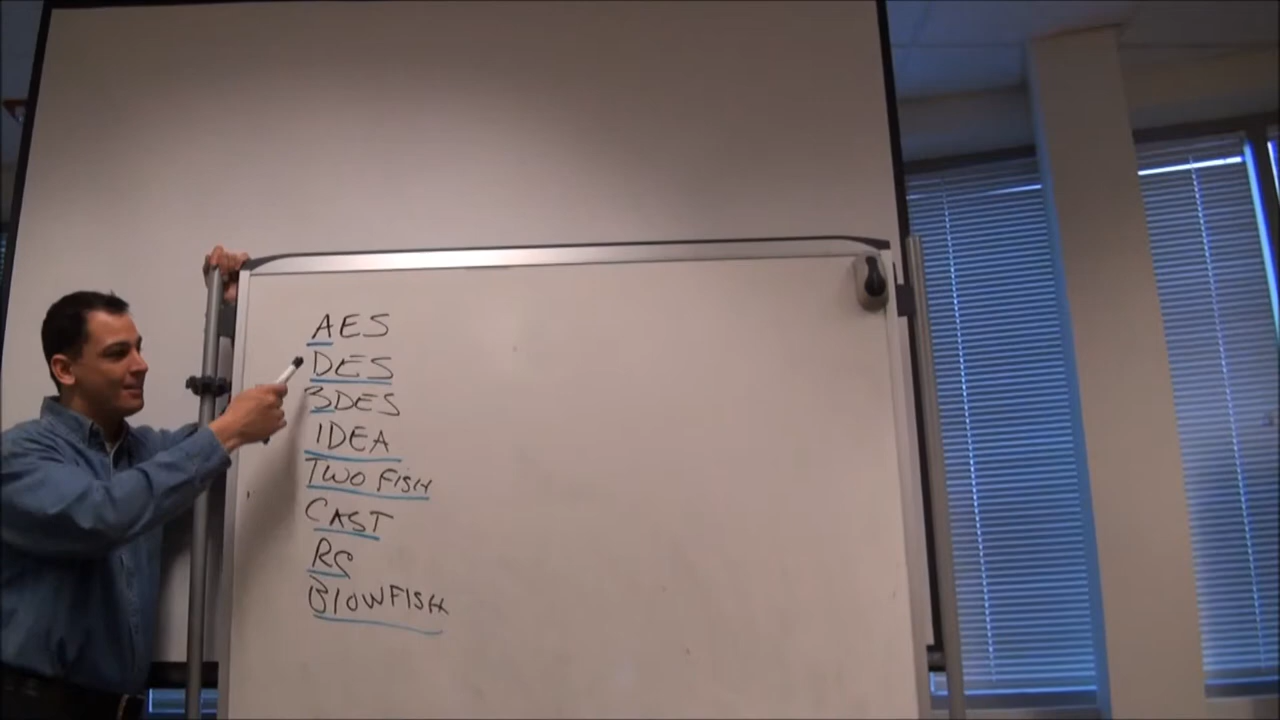 AES
DES
3DES
IDEA
TWO FISH
CAST
RC
BlOWFISH